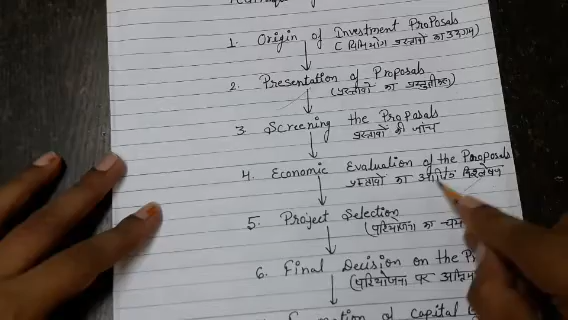 1. Origin of Investment Proposals
( विनियोग प्रस्तावों का उद्गम)
2. Presentation of Proposals
(प्रस्तावों का प्रस्तुतीकरण)
3. Screening the Proposals
प्रस्तावों की जांच
4. Economic Evaluation of the Proposals
प्रस्तावों का आर्थिक विश्लेषण
5. Project Selection
(परियोजना का
6. Final Decision on the
(परियोजना पर
of Capital